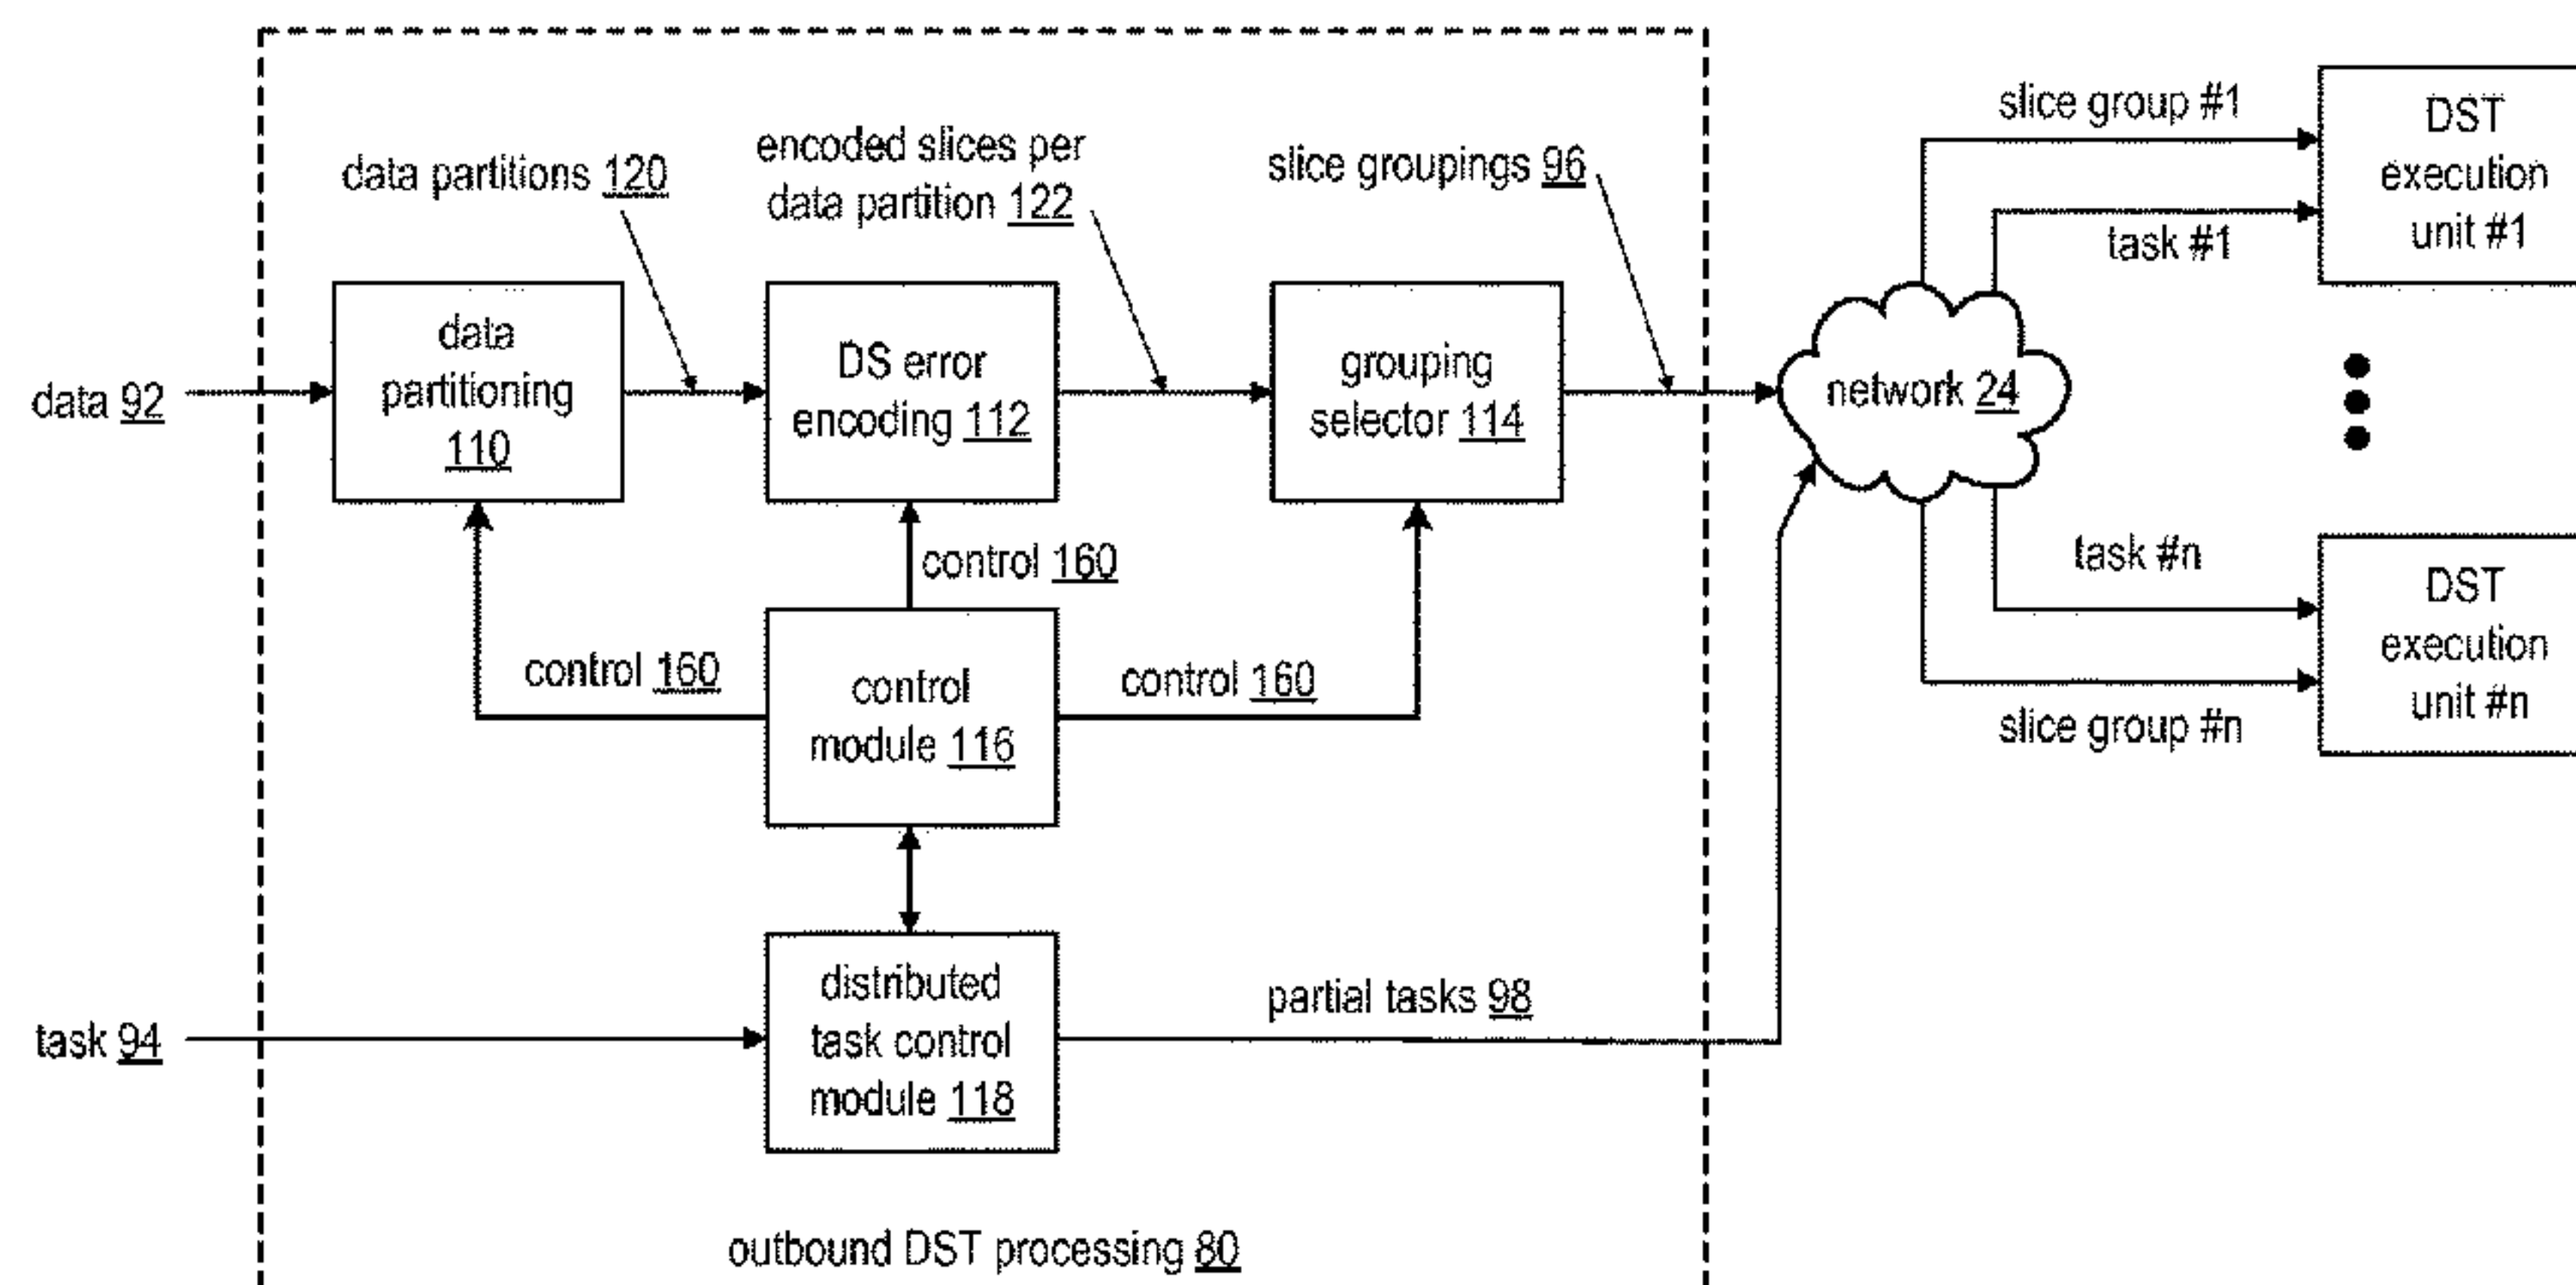 slice group #1
DST
execution
unit #1
task #1
encoded slices per
data partition 122
data partitions 120
slice groupings 96
data
partitioning
110
DS error
encoding 112
grouping
selector 114
data 92
network 24
control 160
task #n
DST
execution
unit #n
slice group #n
control 160
control
module 116
control 160
distributed
task control
module 118
partial tasks 98
task 94
outbound DST processing 80